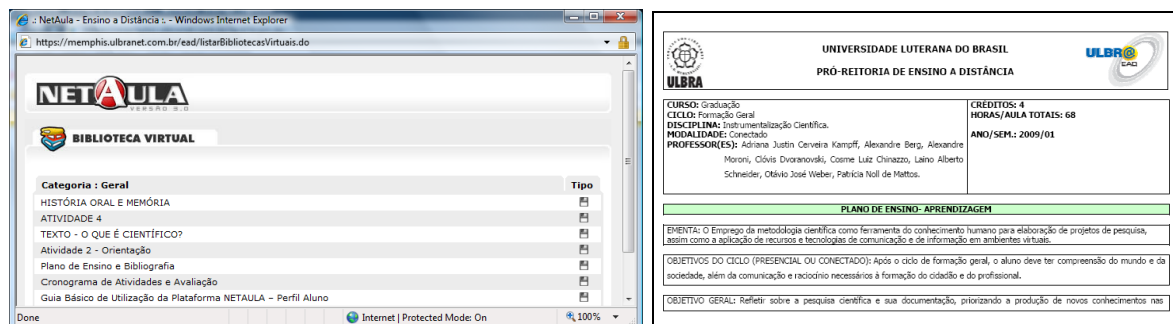 .: NetAula - Ensino a Distância :. - Windows Internet Explorer
https://memphis.ulbranet.com.br/ead/listarBibliotecasVirtuais.do
NETAULA
VERSÃO 3.0
BIBLIOTECA VIRTUAL
Categoria : Geral Tipo
HISTÓRIA ORAL E MEMÓRIA
ATIVIDADE 4
TEXTO - O QUE É CIENTÍFICO?
Atividade 2 - Orientação
Plano de Ensino e Bibliografia
Cronograma de Atividades e Avaliação
Guia Básico de Utilização da Plataforma NETAULA – Perfil Aluno
Done Internet | Protected Mode: On 100%
ULBRA
UNIVERSIDADE LUTERANA DO BRASIL
PRÓ-REITORIA DE ENSINO A DISTÂNCIA
ULBR@
EAD
CURSO: Graduação
CICLO: Formação Geral
DISCIPLINA: Instrumentalização Científica.
MODALIDADE: Conectado
PROFESSOR(ES): Adriana Justin Cerveira Kampff, Alexandre Berg, Alexandre
Moroni, Clóvis Dvoranovski, Cosme Luiz Chinazzo, Laino Alberto
Schneider, Otávio José Weber, Patrícia Noll de Mattos.
CRÉDITOS: 4
HORAS/AULA TOTAIS: 68
ANO/SEM.: 2009/01
PLANO DE ENSINO- APRENDIZAGEM
EMENTA: O Emprego da metodologia científica como ferramenta do conhecimento humano para elaboração de projetos de pesquisa,
assim como a aplicação de recursos e tecnologias de comunicação e de informação em ambientes virtuais.
OBJETIVOS DO CICLO (PRESENCIAL OU CONECTADO): Após o ciclo de formação geral, o aluno deve ter compreensão do mundo e da
sociedade, além da comunicação e raciocínio necessários à formação do cidadão e do profissional.
OBJETIVO GERAL: Refletir sobre a pesquisa científica e sua documentação, priorizando a produção de novos conhecimentos nas